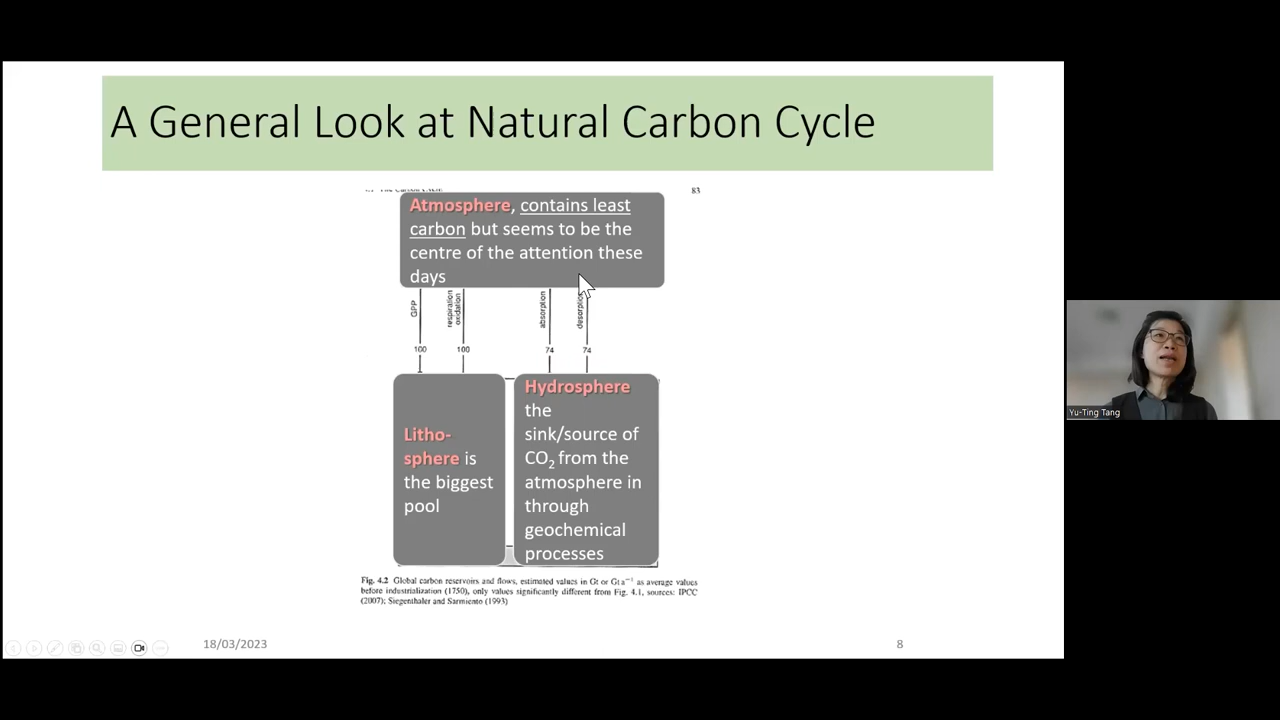 A General Look at Natural Carbon Cycle
83
Atmosphere, contains least
carbon but seems to be the
centre of the attention these
days
GPP
respiration
oxidation
absorption
desorption
100
100
74
74
Litho-
sphere is
the biggest
pool
Hydrosphere
the
sink/source of
CO₂ from the
atmosphere in
through
geochemical
processes
Fig. 4.2 Global carbon reservoirs and flows, estimated values in Gt or Gt a⁻¹ as average values
before industrialization (1750), only values significantly different from Fig. 4.1, sources: IPCC
(2007); Siegenthaler and Sarmiento (1993)
18/03/2023
8
Yu-Ting Tang